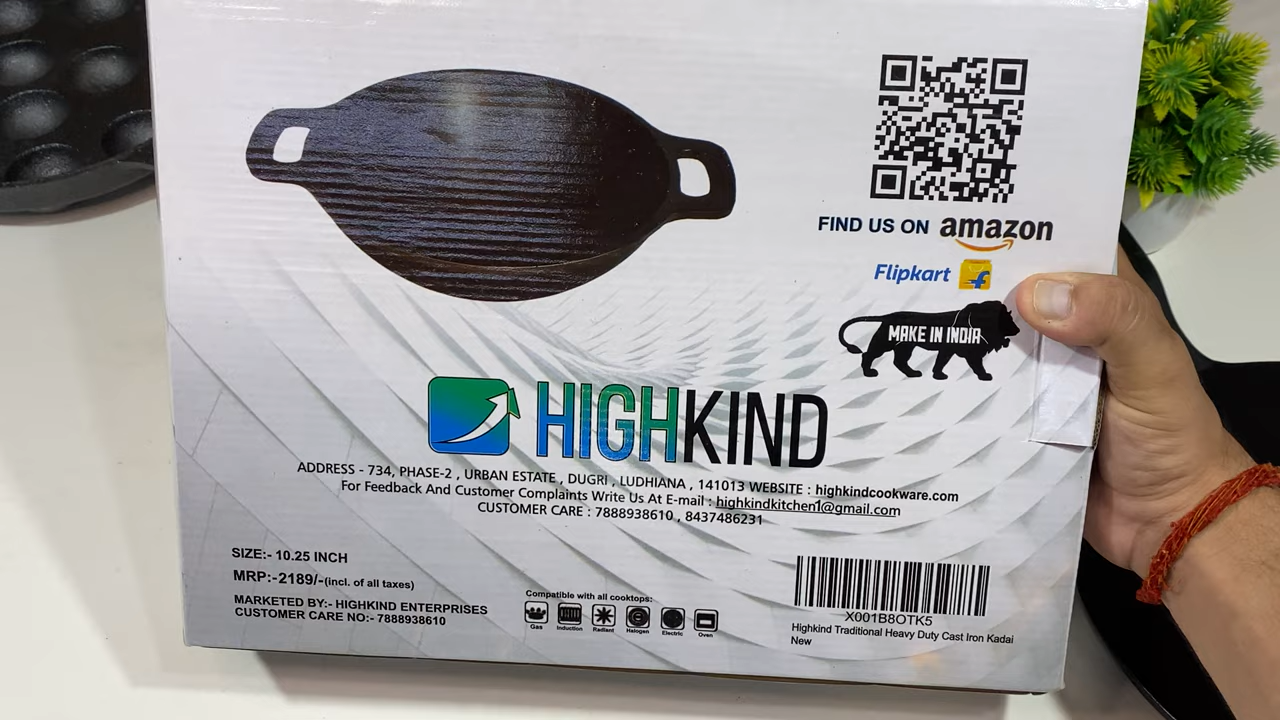 FIND US ON amazon
Flipkart
MAKE IN INDIA
HIGHKIND
ADDRESS - 734, PHASE-2 , URBAN ESTATE , DUGRI , LUDHIANA , 141013 WEBSITE : highkindcookware.com
For Feedback And Customer Complaints Write Us At E-mail : highkindkitchen1@gmail.com
CUSTOMER CARE : 7888938610 , 8437486231
SIZE:- 10.25 INCH
MRP:-2189/-(incl. of all taxes)
MARKETED BY:- HIGHKIND ENTERPRISES
CUSTOMER CARE NO:- 7888938610
Compatible with all cooktops:
Gas Induction Radiant Halogen Electric Oven
X001B8OTK5
Highkind Traditional Heavy Duty Cast Iron Kadai
New